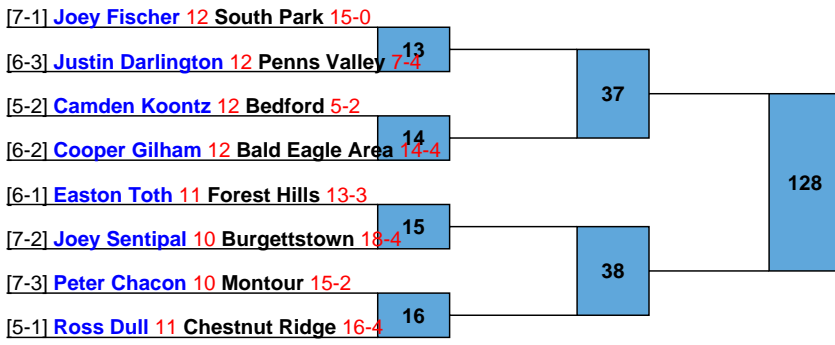 [7-1] Joey Fischer 12 South Park 15-0
13
[6-3] Justin Darlington 12 Penns Valley 7-4
37
[5-2] Camden Koontz 12 Bedford 5-2
14
[6-2] Cooper Gilham 12 Bald Eagle Area 14-4
128
[6-1] Easton Toth 11 Forest Hills 13-3
15
[7-2] Joey Sentipal 10 Burgettstown 18-4
38
[7-3] Peter Chacon 10 Montour 15-2
16
[5-1] Ross Dull 11 Chestnut Ridge 16-4